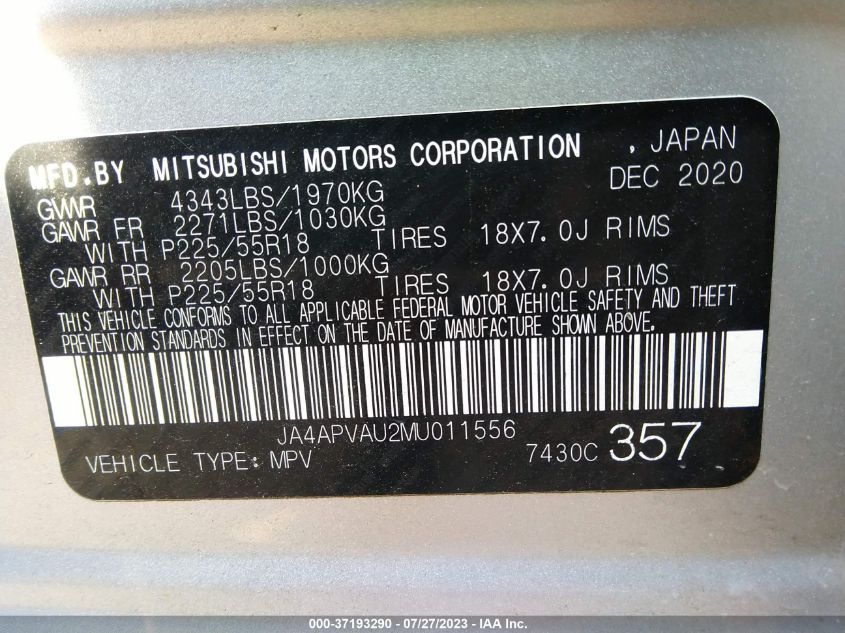 MFD.BY MITSUBISHI MOTORS CORPORATION , JAPAN
GVWR 4343LBS/1970KG DEC 2020
GAWR FR 2271LBS/1030KG
WITH P225/55R18 TIRES 18X7.0J RIMS
GAWR RR 2205LBS/1000KG
WITH P225/55R18 TIRES 18X7.0J RIMS
THIS VEHICLE CONFORMS TO ALL APPLICABLE FEDERAL MOTOR VEHICLE SAFETY AND THEFT
PREVENTION STANDARDS IN EFFECT ON THE DATE OF MANUFACTURE SHOWN ABOVE.
JA4APVAU2MU011556
VEHICLE TYPE: MPV 7430C 357
000-37193290 - 07/27/2023 - IAA Inc.